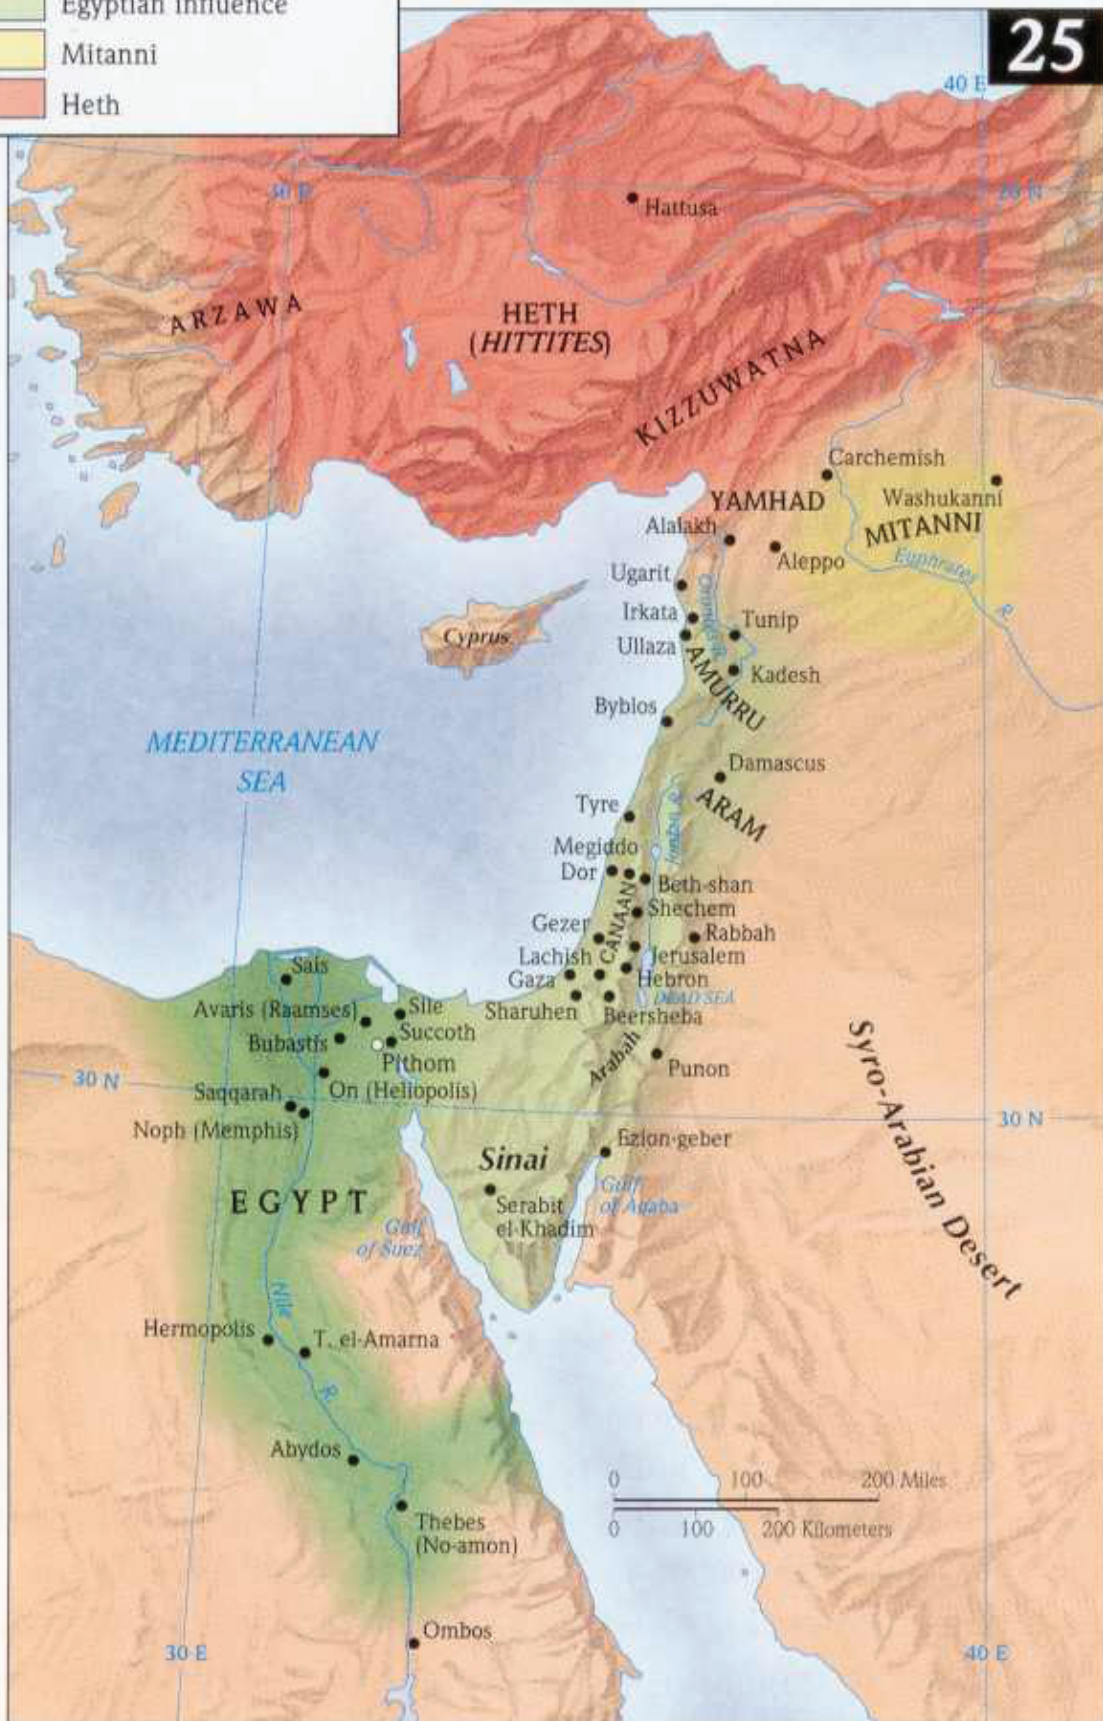 Egyptian influence
Mitanni
Heth
25
40 E
30 E
Hattusa
ARZAWA
HETH
(HITTITES)
KIZZUWATNA
Carchemish
Washukanni
YAMHAD
MITANNI
Alalakh
Aleppo
Euphrates
R.
Ugarit
Orontes R.
Irkata
Tunip
Ullaza
Cyprus
AMURRU
Kadesh
Byblos
MEDITERRANEAN
SEA
Damascus
Tyre
ARAM
Jordan R.
Megiddo
Dor
Beth-shan
CANAAN
Shechem
Gezer
Rabbah
Lachish
Jerusalem
Gaza
Hebron
Sharuhen
DEAD SEA
Beersheba
Sais
Avaris (Raamses)
Sile
Bubastis
Succoth
Pithom
Arabah
Punon
30 N
On (Heliopolis)
Saqqarah
Noph (Memphis)
30 N
Syro-Arabian Desert
Ezion-geber
Sinai
EGYPT
Serabit
el-Khadim
Gulf
of Aqaba
Gulf
of Suez
Nile
R.
Hermopolis
T. el-Amarna
Abydos
Thebes
(No-amon)
0 100 200 Miles
0 100 200 Kilometers
Ombos
30 E
40 E